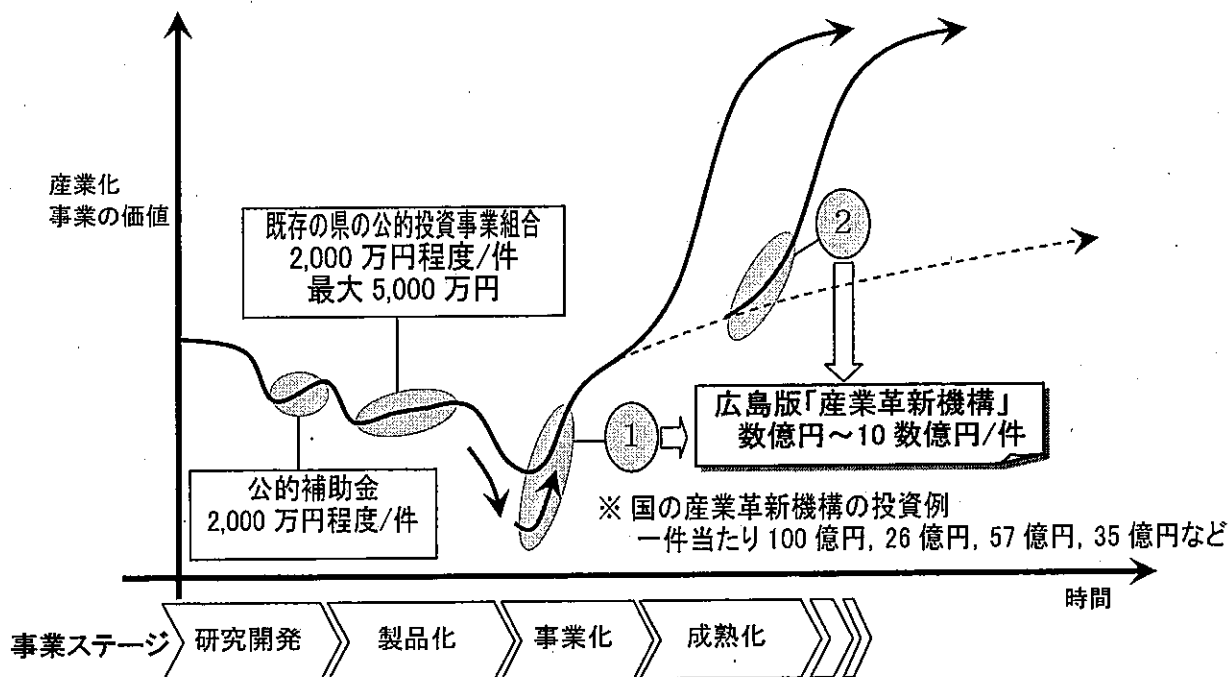 産業化
事業の価値
既存の県の公的投資事業組合
2,000 万円程度/件
最大 5,000 万円
公的補助金
2,000 万円程度/件
①
②
広島版「産業革新機構」
数億円～10 数億円/件
※ 国の産業革新機構の投資例
一件当たり 100 億円, 26 億円, 57 億円, 35 億円など
時間
事業ステージ 研究開発 製品化 事業化 成熟化